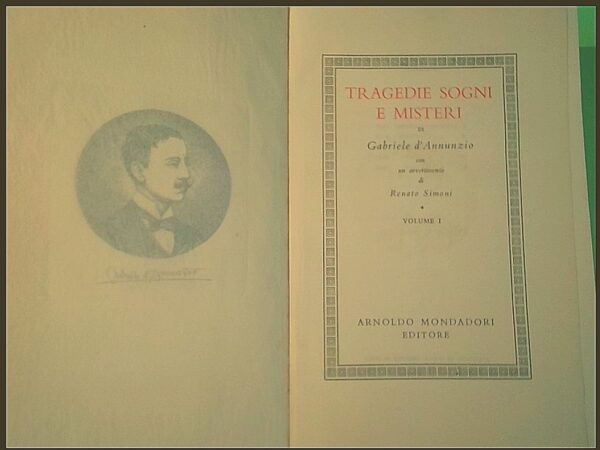 TRAGEDIE SOGNI
E MISTERI
DI
Gabriele d'Annunzio
con
un avvertimento
di
Renato Simoni
VOLUME I
ARNOLDO MONDADORI
EDITORE